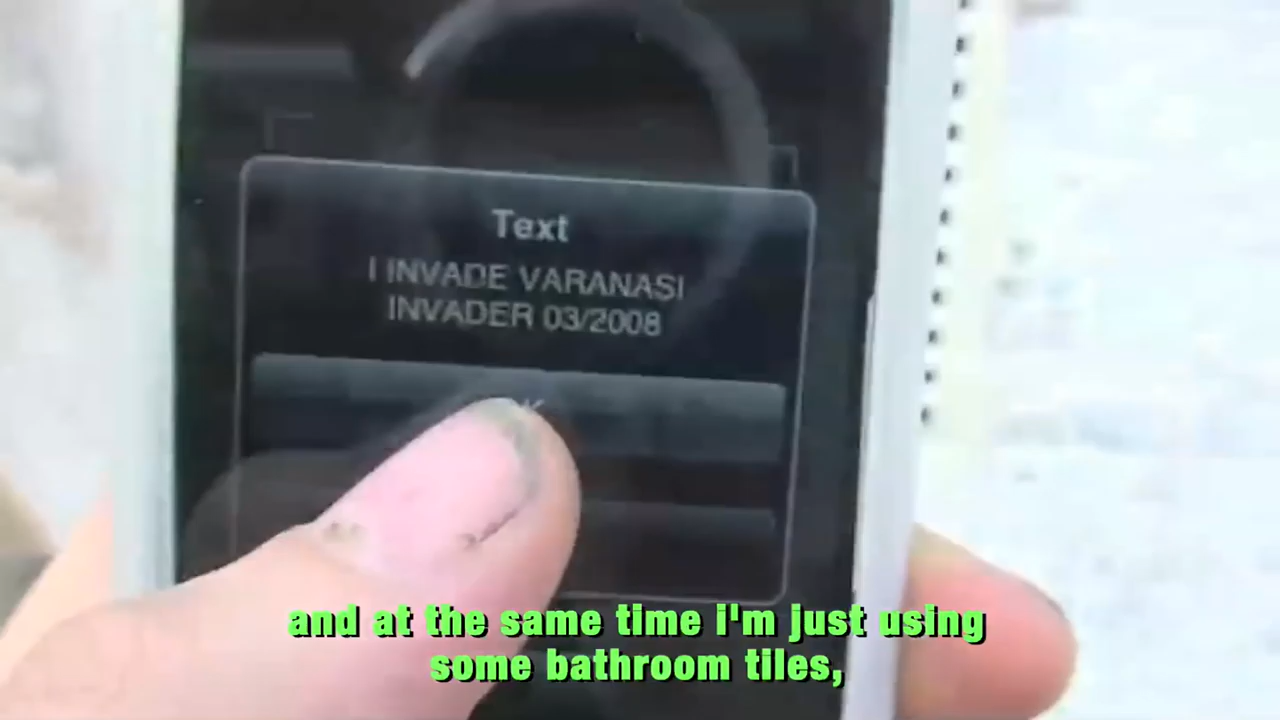 Text
I INVADE VARANASI
INVADER 03/2008
and at the same time i'm just using
some bathroom tiles,